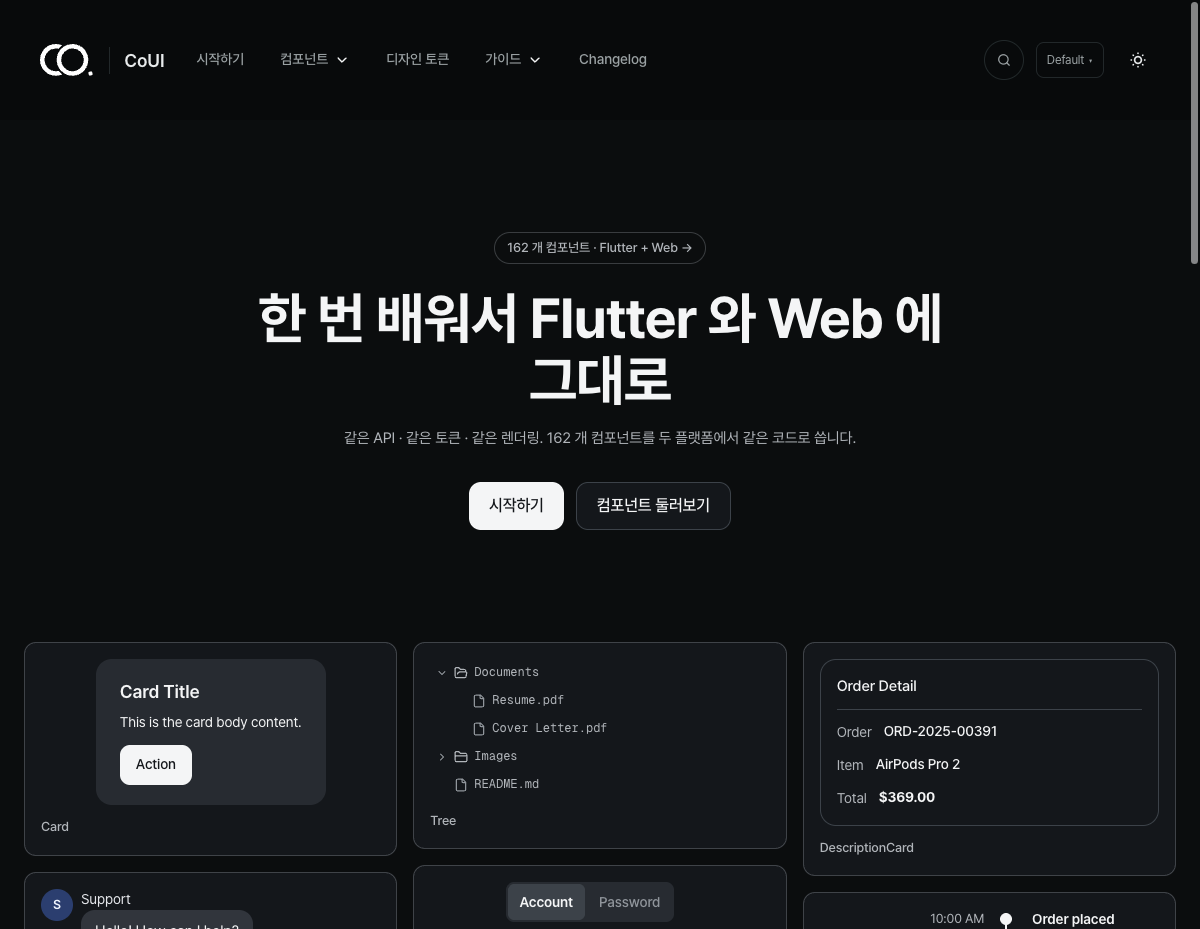 CO.
CoUI
시작하기
컴포넌트
디자인 토큰
가이드
Changelog
Default
162 개 컴포넌트 · Flutter + Web →
한 번 배워서 Flutter 와 Web 에
그대로
같은 API · 같은 토큰 · 같은 렌더링. 162 개 컴포넌트를 두 플랫폼에서 같은 코드로 씁니다.
시작하기
컴포넌트 둘러보기
Card Title
This is the card body content.
Action
Card
Documents
Resume.pdf
Cover Letter.pdf
Images
README.md
Tree
Order Detail
Order ORD-2025-00391
Item AirPods Pro 2
Total $369.00
DescriptionCard
S
Support
Hello! How can I help?
Account
Password
10:00 AM
Order placed